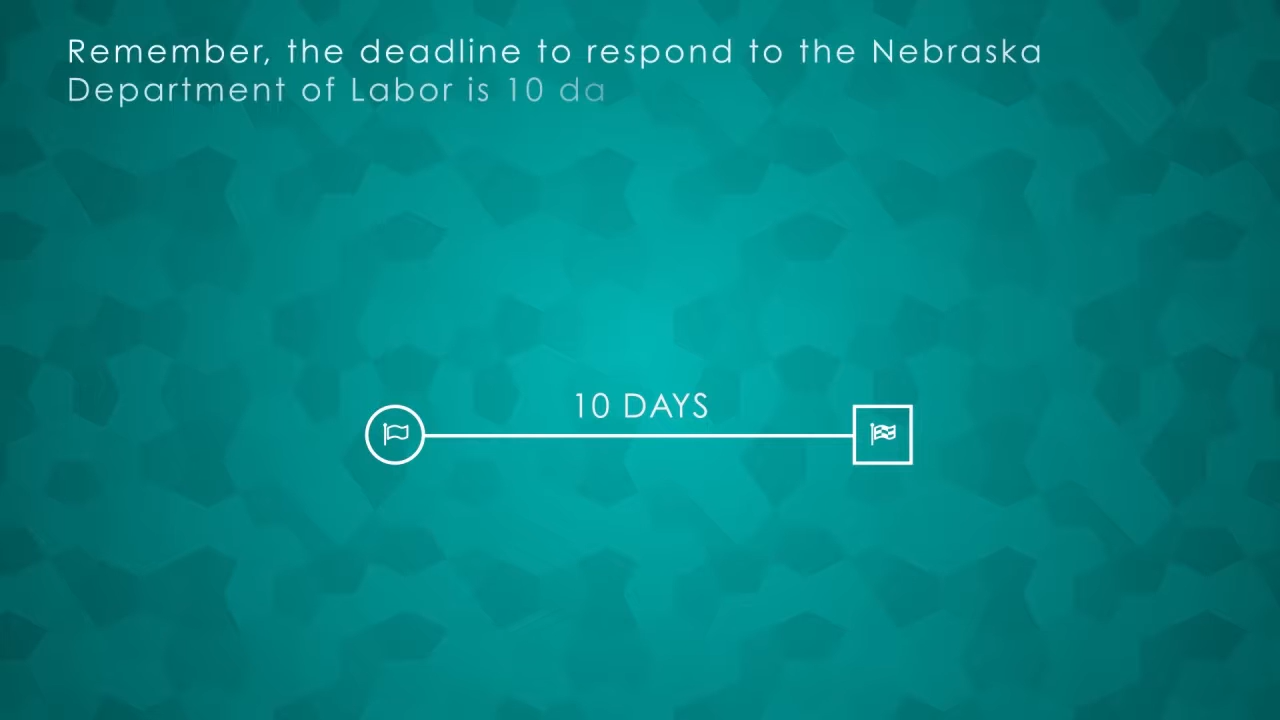 Remember, the deadline to respond to the Nebraska
Department of Labor is 10 da
10 DAYS